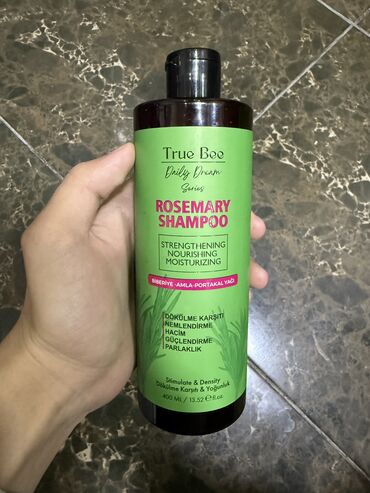 True Bee
Daily Dream
Series
ROSEMARY
SHAMPOO
STRENGTHENING
NOURISHING
MOISTURIZING
BİBERİYE-AMLA-PORTAKAL YAĞI
DÖKÜLME KARŞITI
NEMLENDİRME
HACİM
GÜÇLENDİRME
PARLAKLIK
Stimulate & Density
Dökülme Karşıtı & Yoğunluk
400 ML / 13.52 fl.oz.